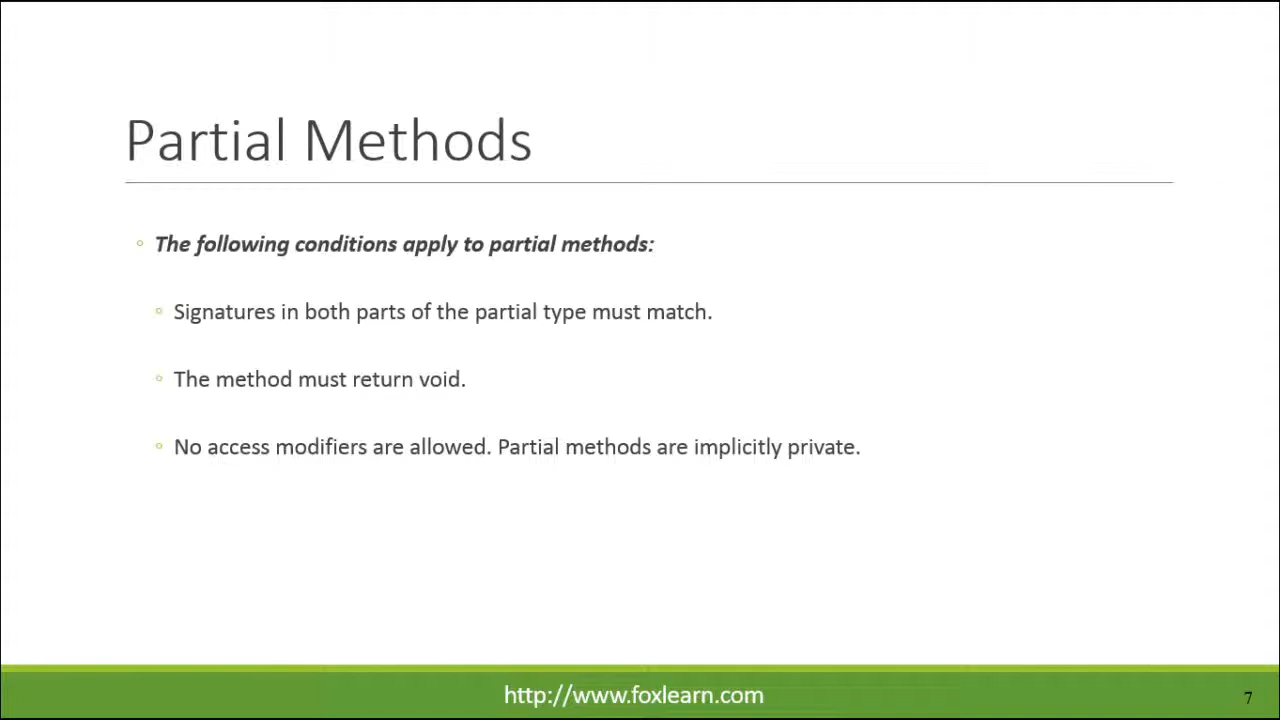 Partial Methods
The following conditions apply to partial methods:
Signatures in both parts of the partial type must match.
The method must return void.
No access modifiers are allowed. Partial methods are implicitly private.
http://www.foxlearn.com
7